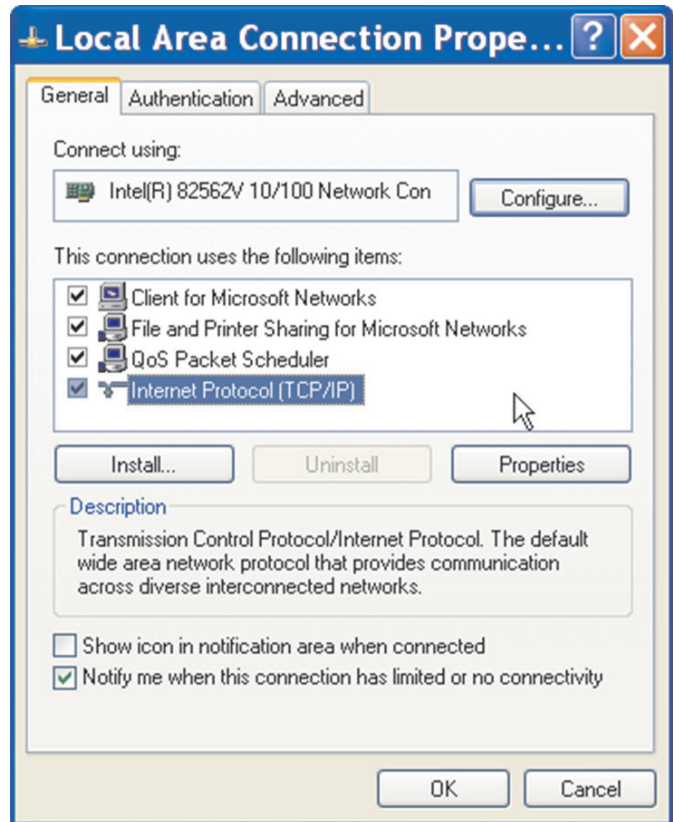 Local Area Connection Prope...
General Authentication Advanced
Connect using:
Intel(R) 82562V 10/100 Network Con
Configure...
This connection uses the following items:
Client for Microsoft Networks
File and Printer Sharing for Microsoft Networks
QoS Packet Scheduler
Internet Protocol (TCP/IP)
Install... Uninstall Properties
Description
Transmission Control Protocol/Internet Protocol. The default
wide area network protocol that provides communication
across diverse interconnected networks.
Show icon in notification area when connected
Notify me when this connection has limited or no connectivity
OK Cancel